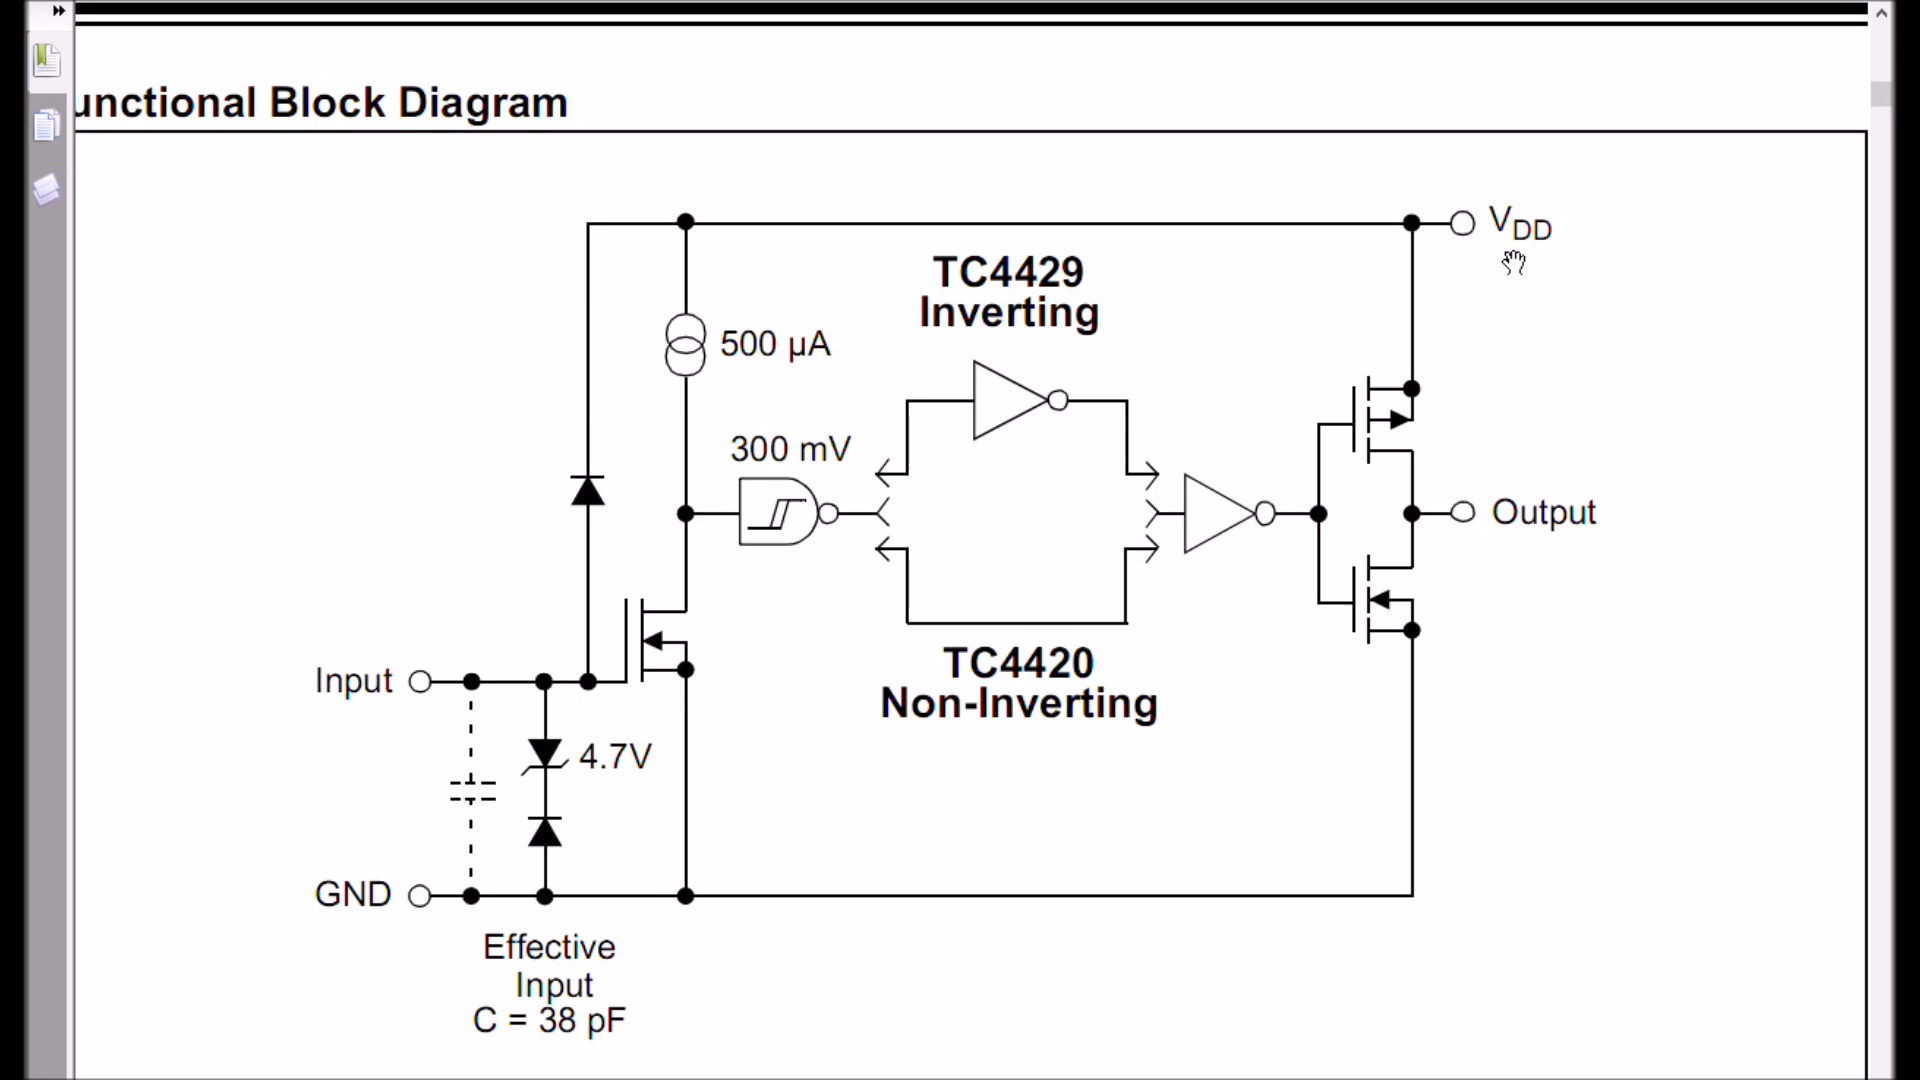 unctional Block Diagram
VDD
TC4429
Inverting
500 µA
300 mV
Output
TC4420
Non-Inverting
Input
4.7V
GND
Effective
Input
C = 38 pF